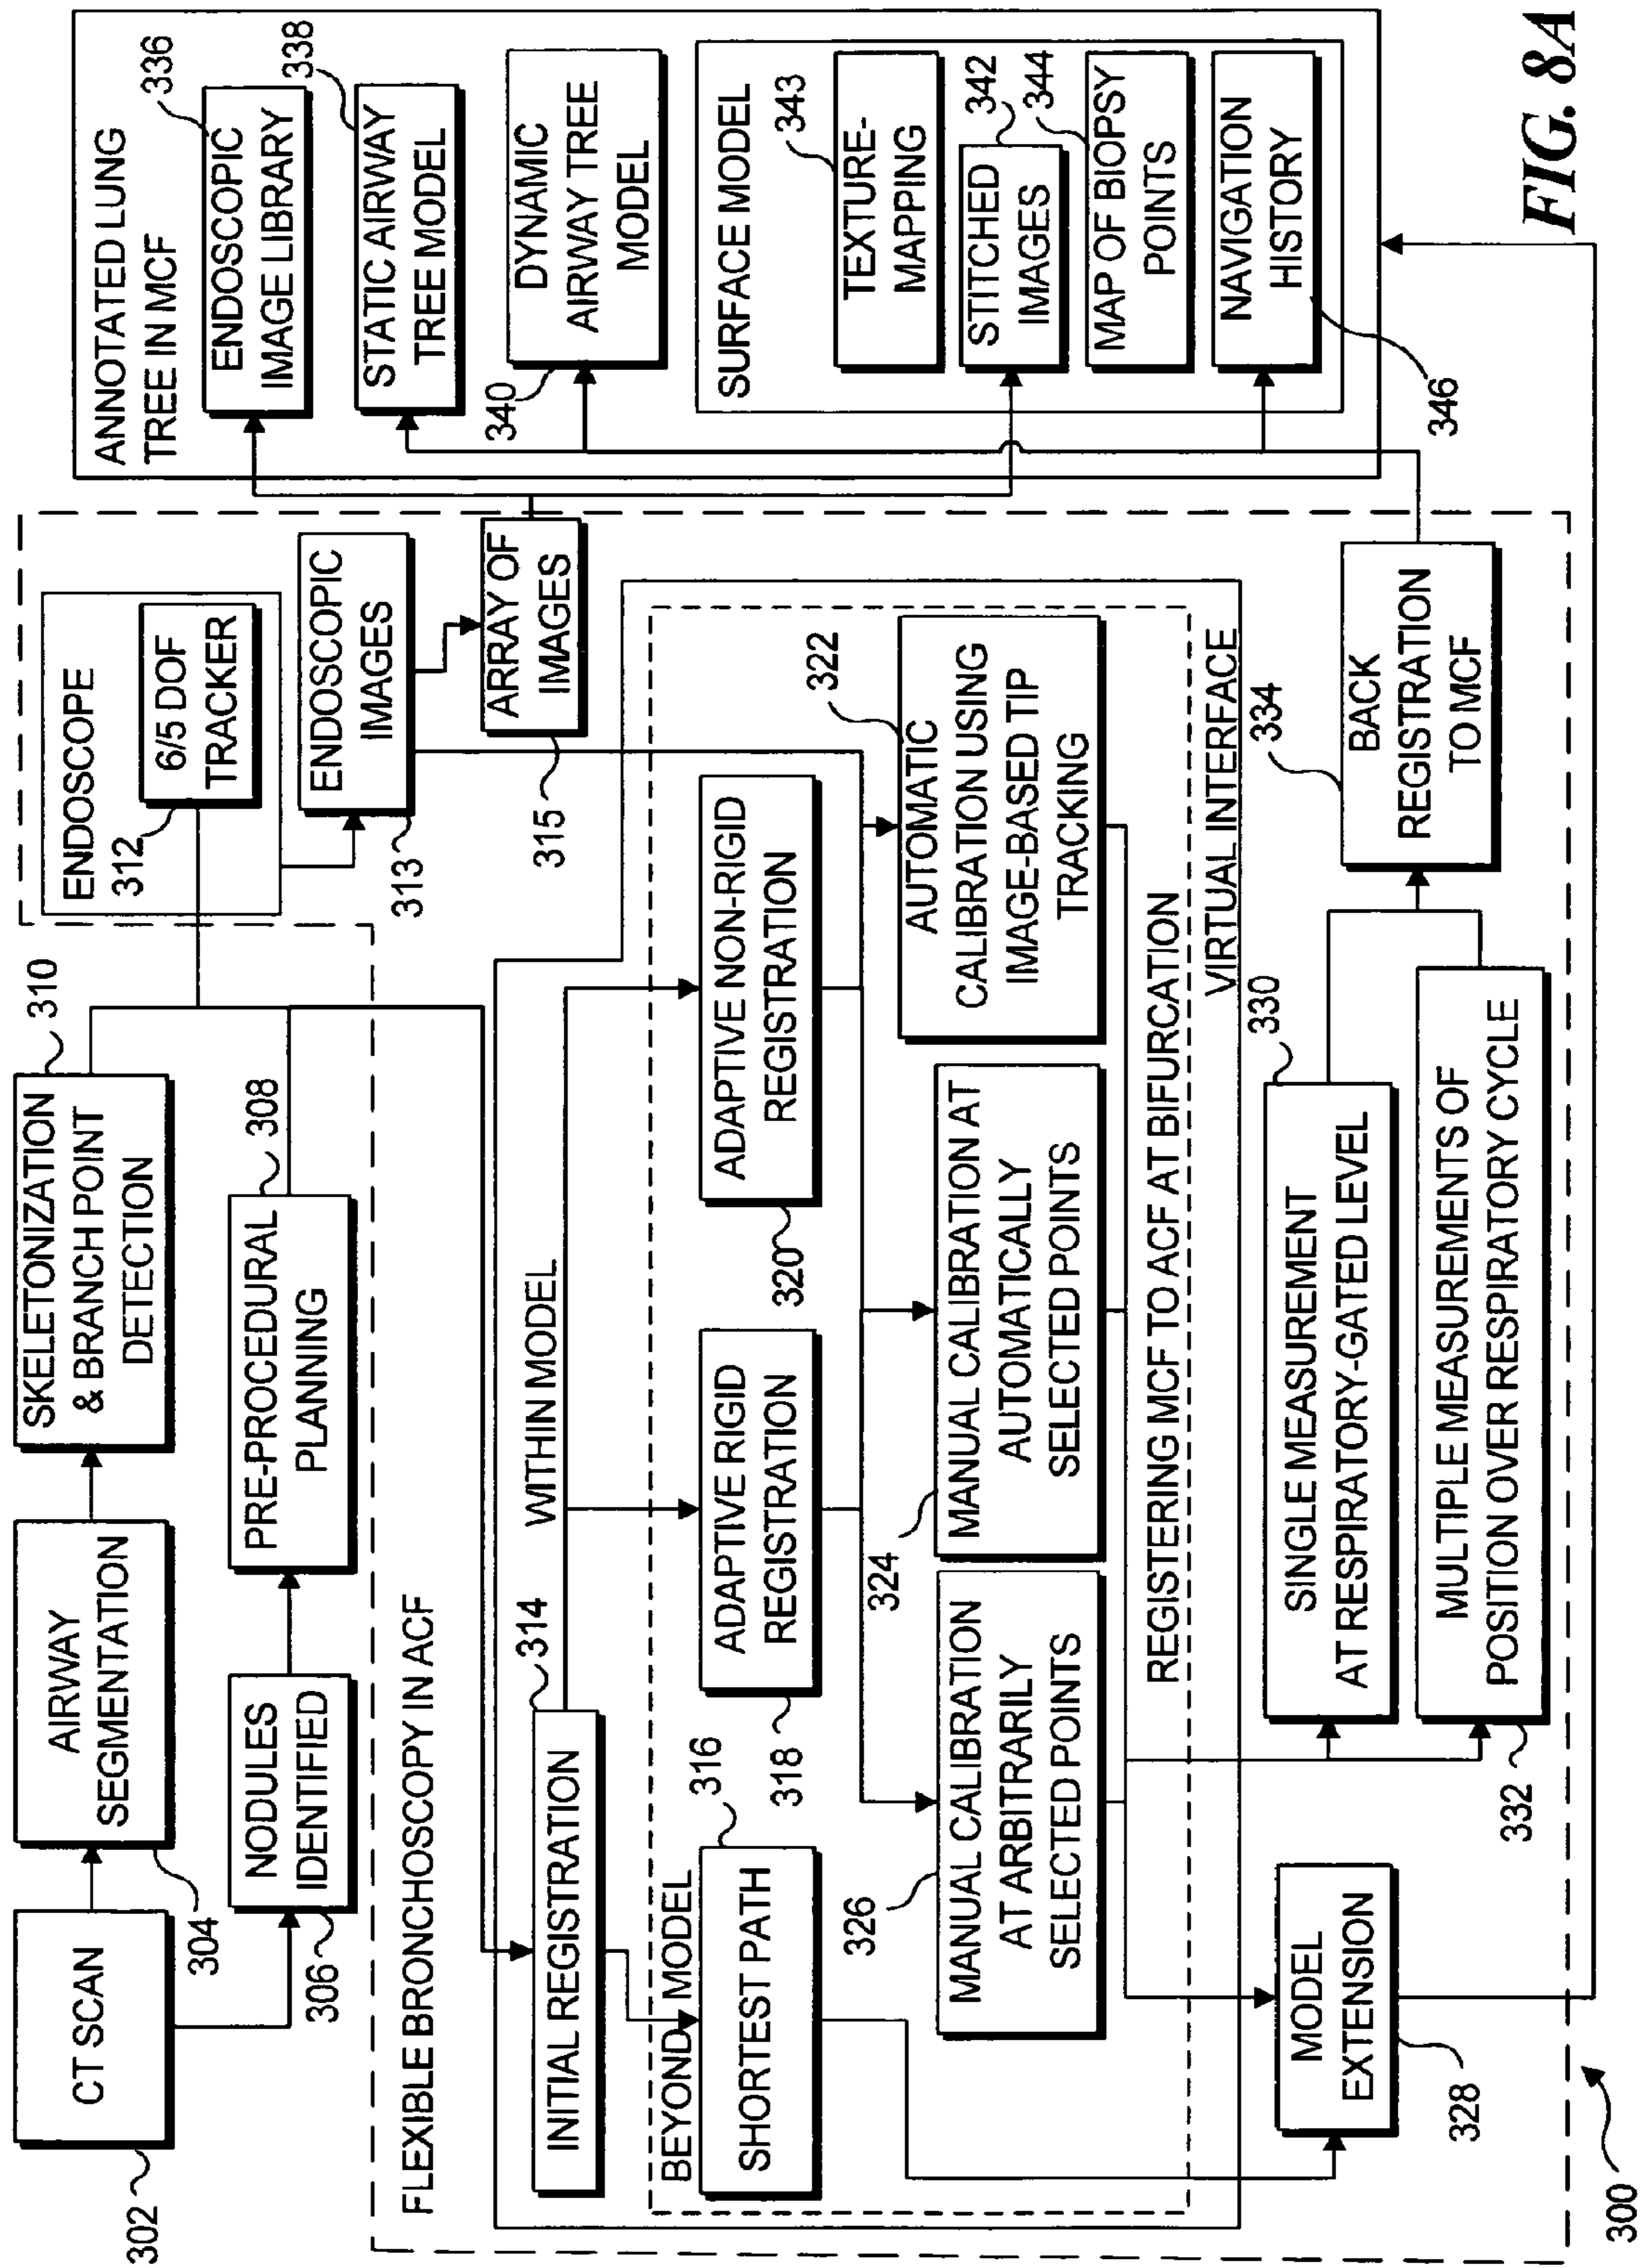 302
CT SCAN
304
AIRWAY
SEGMENTATION
310
SKELETONIZATION
& BRANCH POINT
DETECTION
306
NODULES
IDENTIFIED
308
PRE-PROCEDURAL
PLANNING
ENDOSCOPE
312
6/5 DOF
TRACKER
313
ENDOSCOPIC
IMAGES
315
ARRAY OF
IMAGES
FLEXIBLE BRONCHOSCOPY IN ACF
314
INITIAL REGISTRATION
WITHIN MODEL
BEYOND MODEL
316
SHORTEST PATH
318
ADAPTIVE RIGID
REGISTRATION
320
ADAPTIVE NON-RIGID
REGISTRATION
326
MANUAL CALIBRATION
AT ARBITRARILY
SELECTED POINTS
324
MANUAL CALIBRATION AT
AUTOMATICALLY
SELECTED POINTS
322
AUTOMATIC
CALIBRATION USING
IMAGE-BASED TIP
TRACKING
REGISTERING MCF TO ACF AT BIFURCATION
VIRTUAL INTERFACE
328
MODEL
EXTENSION
330
SINGLE MEASUREMENT
AT RESPIRATORY-GATED LEVEL
332
MULTIPLE MEASUREMENTS OF
POSITION OVER RESPIRATORY CYCLE
334
BACK
REGISTRATION
TO MCF
ANNOTATED LUNG
TREE IN MCF
336
ENDOSCOPIC
IMAGE LIBRARY
338
STATIC AIRWAY
TREE MODEL
340
DYNAMIC
AIRWAY TREE
MODEL
SURFACE MODEL
343
TEXTURE-
MAPPING
342
STITCHED
IMAGES
344
MAP OF BIOPSY
POINTS
346
NAVIGATION
HISTORY
300
FIG. 8A